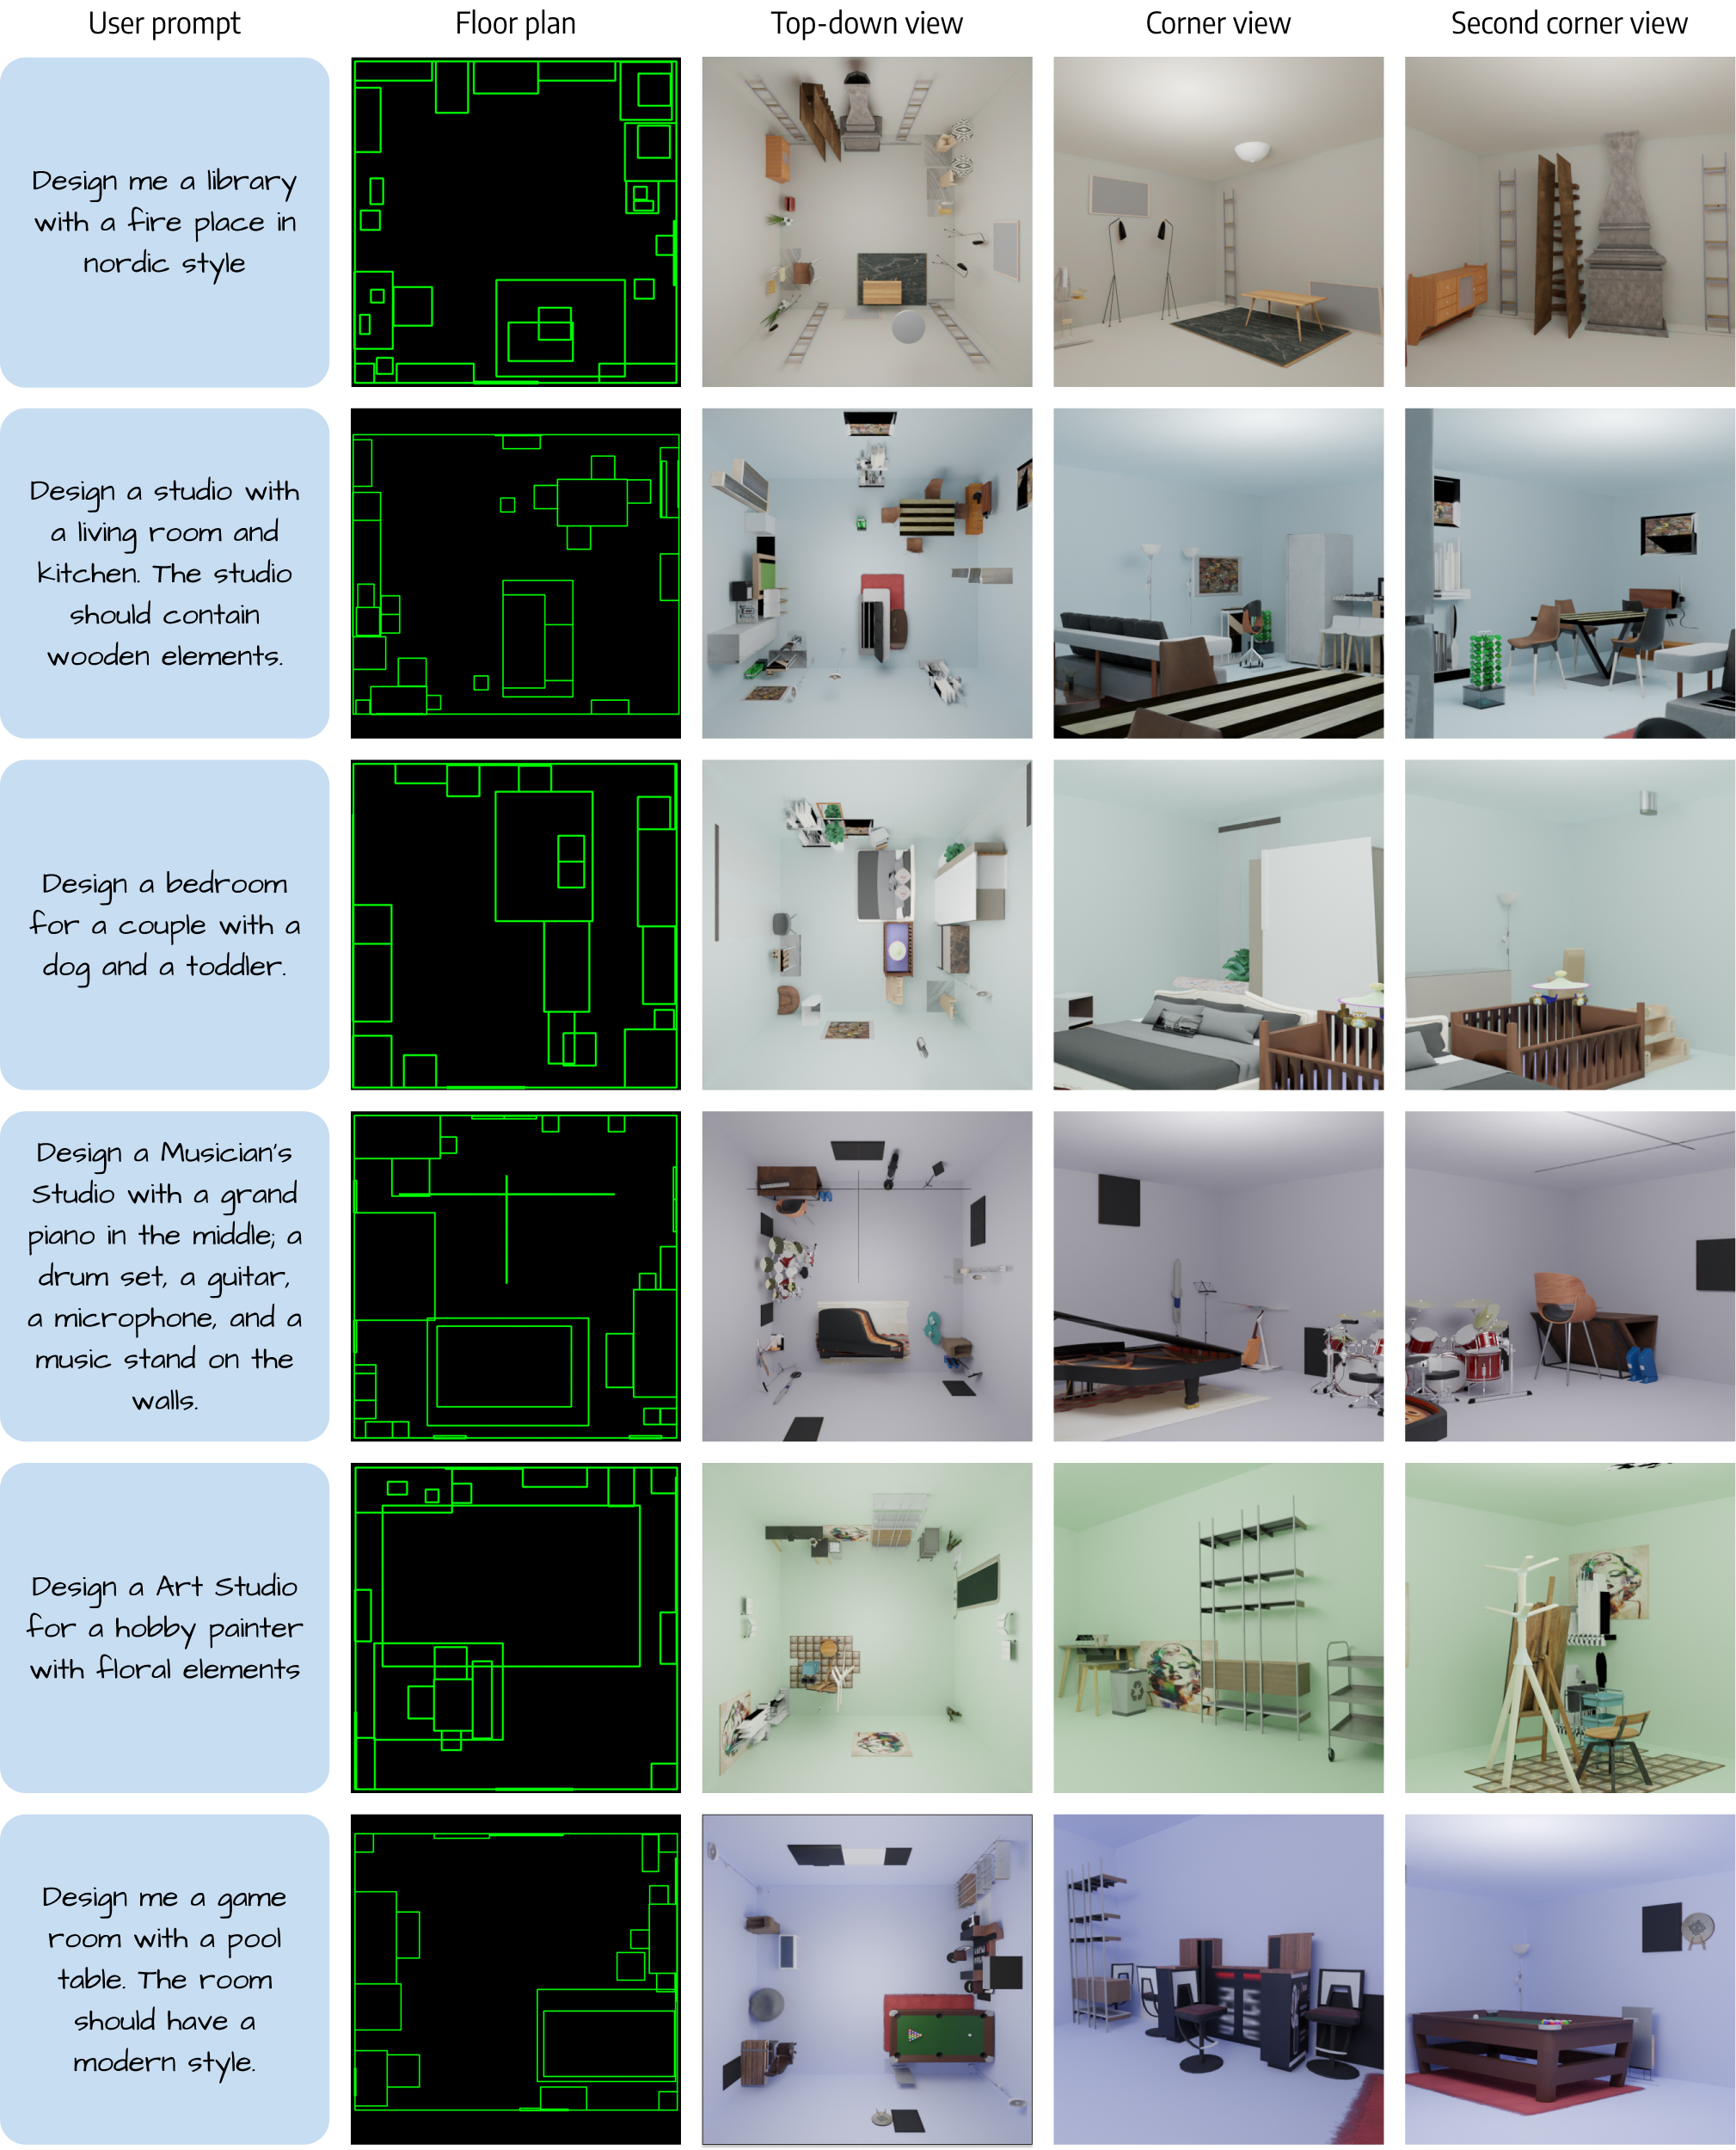 User prompt
Floor plan
Top-down view
Corner view
Second corner view
Design me a library
with a fire place in
nordic style
Design a studio with
a living room and
kitchen. The studio
should contain
wooden elements.
Design a bedroom
for a couple with a
dog and a toddler.
Design a Musician's
Studio with a grand
piano in the middle; a
drum set, a guitar,
a microphone, and a
music stand on the
walls.
Design a Art Studio
for a hobby painter
with floral elements
Design me a game
room with a pool
table. The room
should have a
modern style.